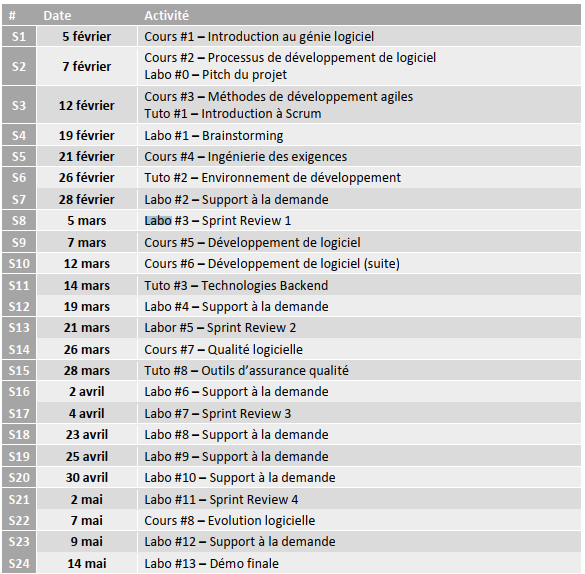 # Date Activité
S1 5 février Cours #1 – Introduction au génie logiciel
S2 7 février Cours #2 – Processus de développement de logiciel
Labo #0 – Pitch du projet
S3 12 février Cours #3 – Méthodes de développement agiles
Tuto #1 – Introduction à Scrum
S4 19 février Labo #1 – Brainstorming
S5 21 février Cours #4 – Ingénierie des exigences
S6 26 février Tuto #2 – Environnement de développement
S7 28 février Labo #2 – Support à la demande
S8 5 mars Labo #3 – Sprint Review 1
S9 7 mars Cours #5 – Développement de logiciel
S10 12 mars Cours #6 – Développement de logiciel (suite)
S11 14 mars Tuto #3 – Technologies Backend
S12 19 mars Labo #4 – Support à la demande
S13 21 mars Labor #5 – Sprint Review 2
S14 26 mars Cours #7 – Qualité logicielle
S15 28 mars Tuto #8 – Outils d’assurance qualité
S16 2 avril Labo #6 – Support à la demande
S17 4 avril Labo #7 – Sprint Review 3
S18 23 avril Labo #8 – Support à la demande
S19 25 avril Labo #9 – Support à la demande
S20 30 avril Labo #10 – Support à la demande
S21 2 mai Labo #11 – Sprint Review 4
S22 7 mai Cours #8 – Evolution logicielle
S23 9 mai Labo #12 – Support à la demande
S24 14 mai Labo #13 – Démo finale